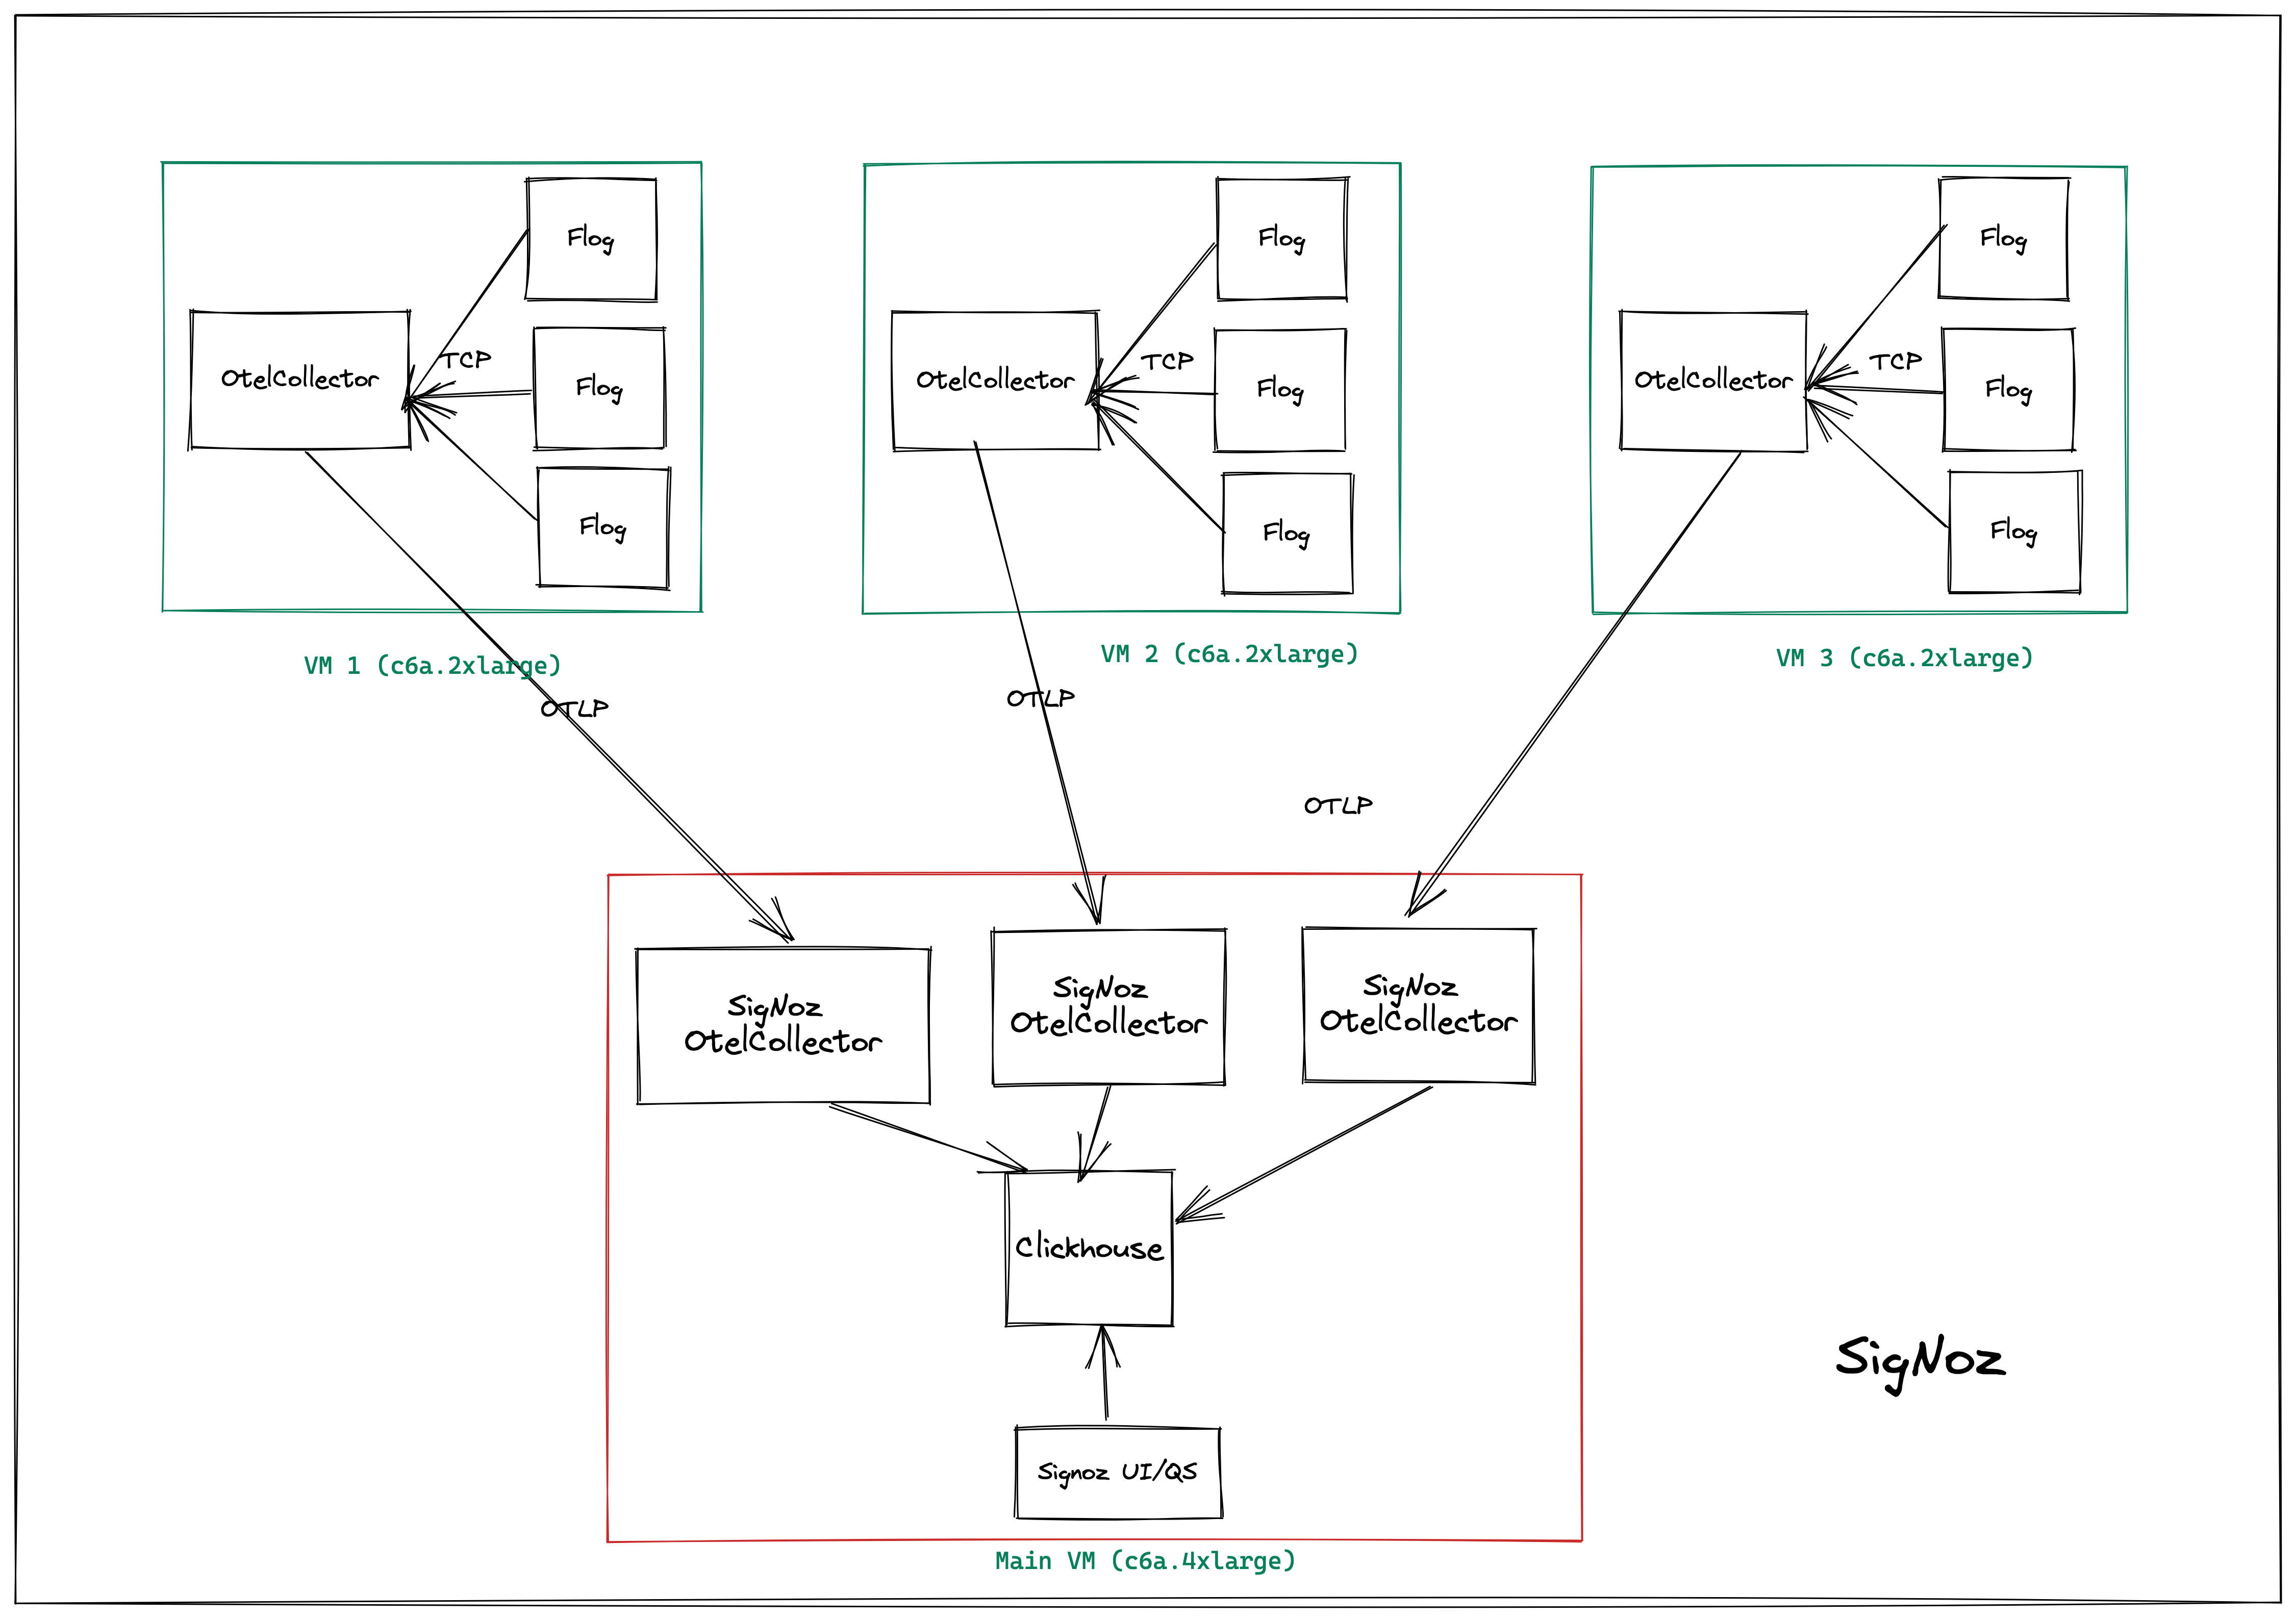 Flog
TCP
OtelCollector
Flog
Flog
VM 1 (c6a.2xlarge)
OTLP
Flog
TCP
OtelCollector
Flog
Flog
VM 2 (c6a.2xlarge)
OTLP
Flog
TCP
OtelCollector
Flog
Flog
VM 3 (c6a.2xlarge)
OTLP
SigNoz
OtelCollector
SigNoz
OtelCollector
SigNoz
OtelCollector
Clickhouse
Signoz UI/QS
Main VM (c6a.4xlarge)
SigNoz